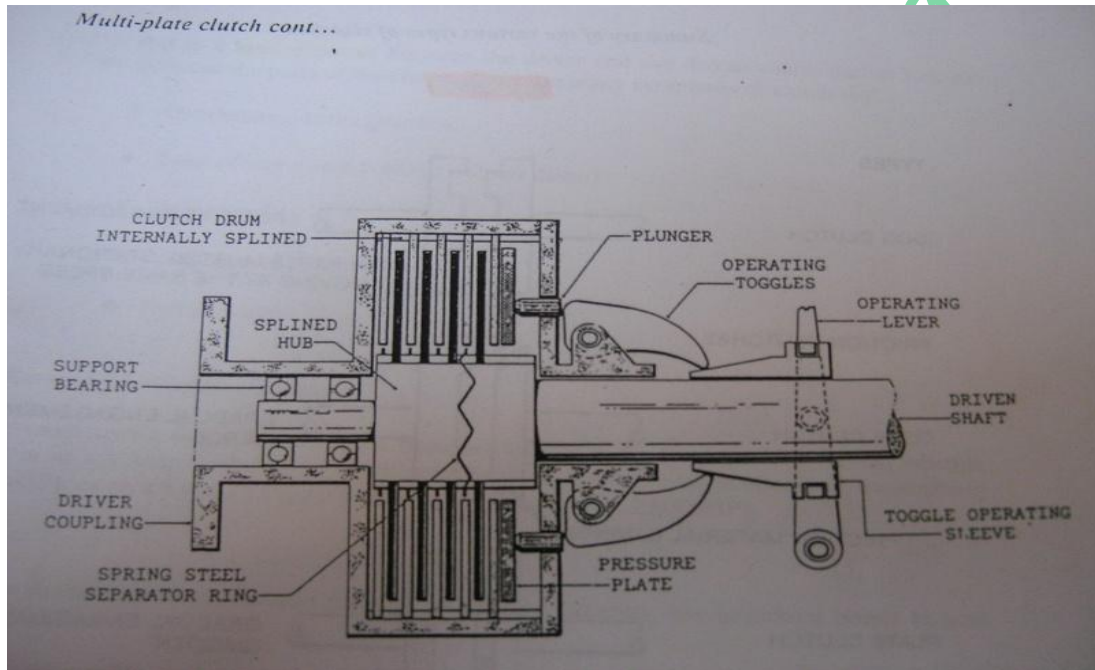 Multi-plate clutch cont...
CLUTCH DRUM
INTERNALLY SPLINED
PLUNGER
OPERATING
TOGGLES
OPERATING
LEVER
SPLINED
HUB
SUPPORT
BEARING
DRIVEN
SHAFT
DRIVER
COUPLING
TOGGLE OPERATING
SLEEVE
SPRING STEEL
SEPARATOR RING
PRESSURE
PLATE